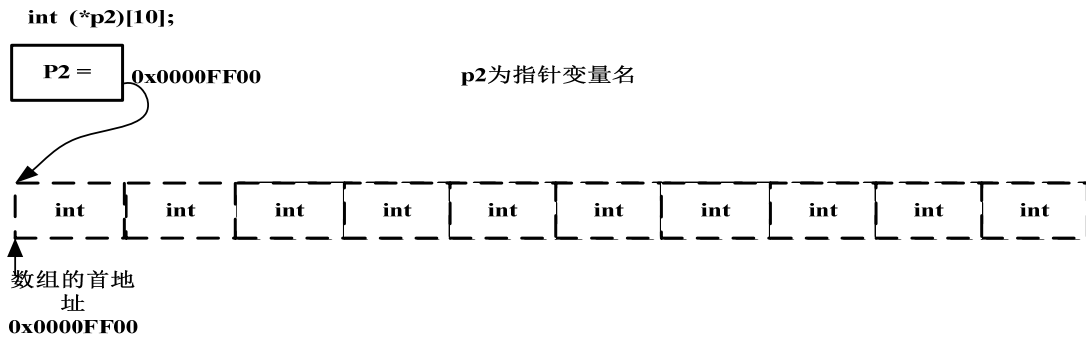 int (*p2)[10];
P2 =
0x0000FF00
p2为指针变量名
int int int int int int int int int int
数组的首地
址
0x0000FF00